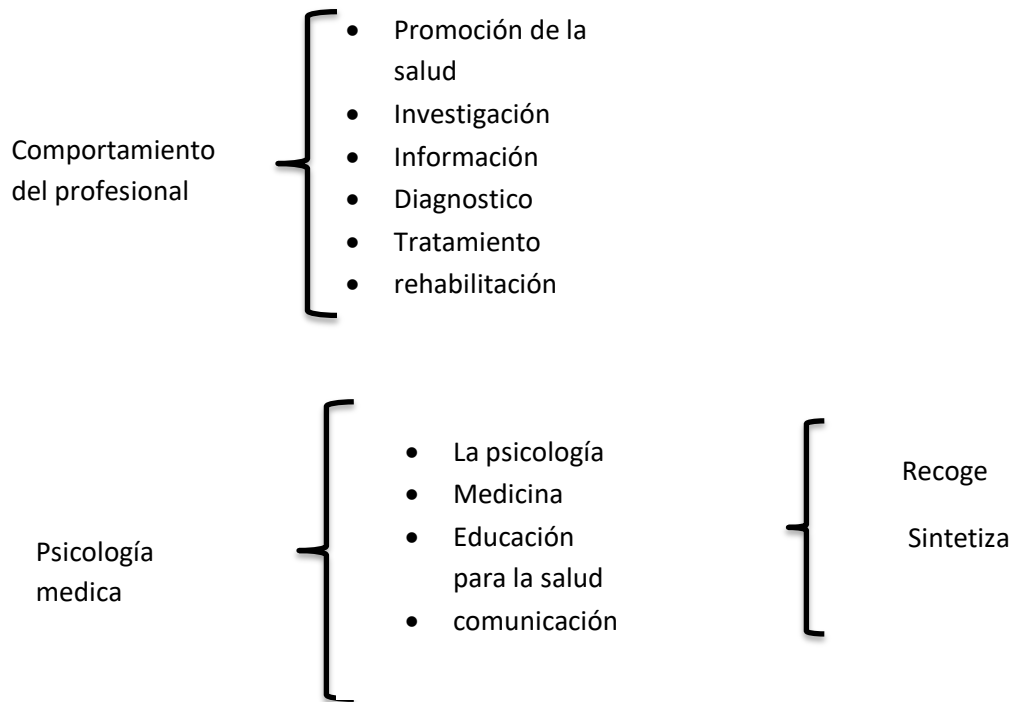 • Promoción de la
salud
• Investigación
Comportamiento
• Información
del profesional
• Diagnostico
• Tratamiento
• rehabilitación
• La psicología
• Medicina
• Educación
para la salud
• comunicación
Psicología
medica
Recoge
Sintetiza